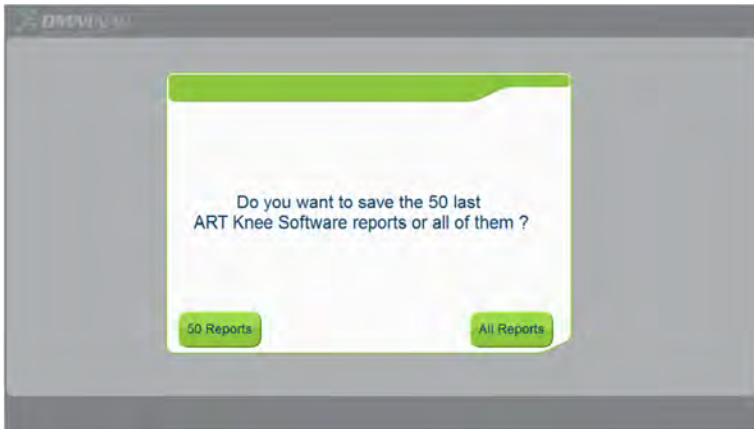 Do you want to save the 50 last
ART Knee Software reports or all of them ?
50 Reports
All Reports